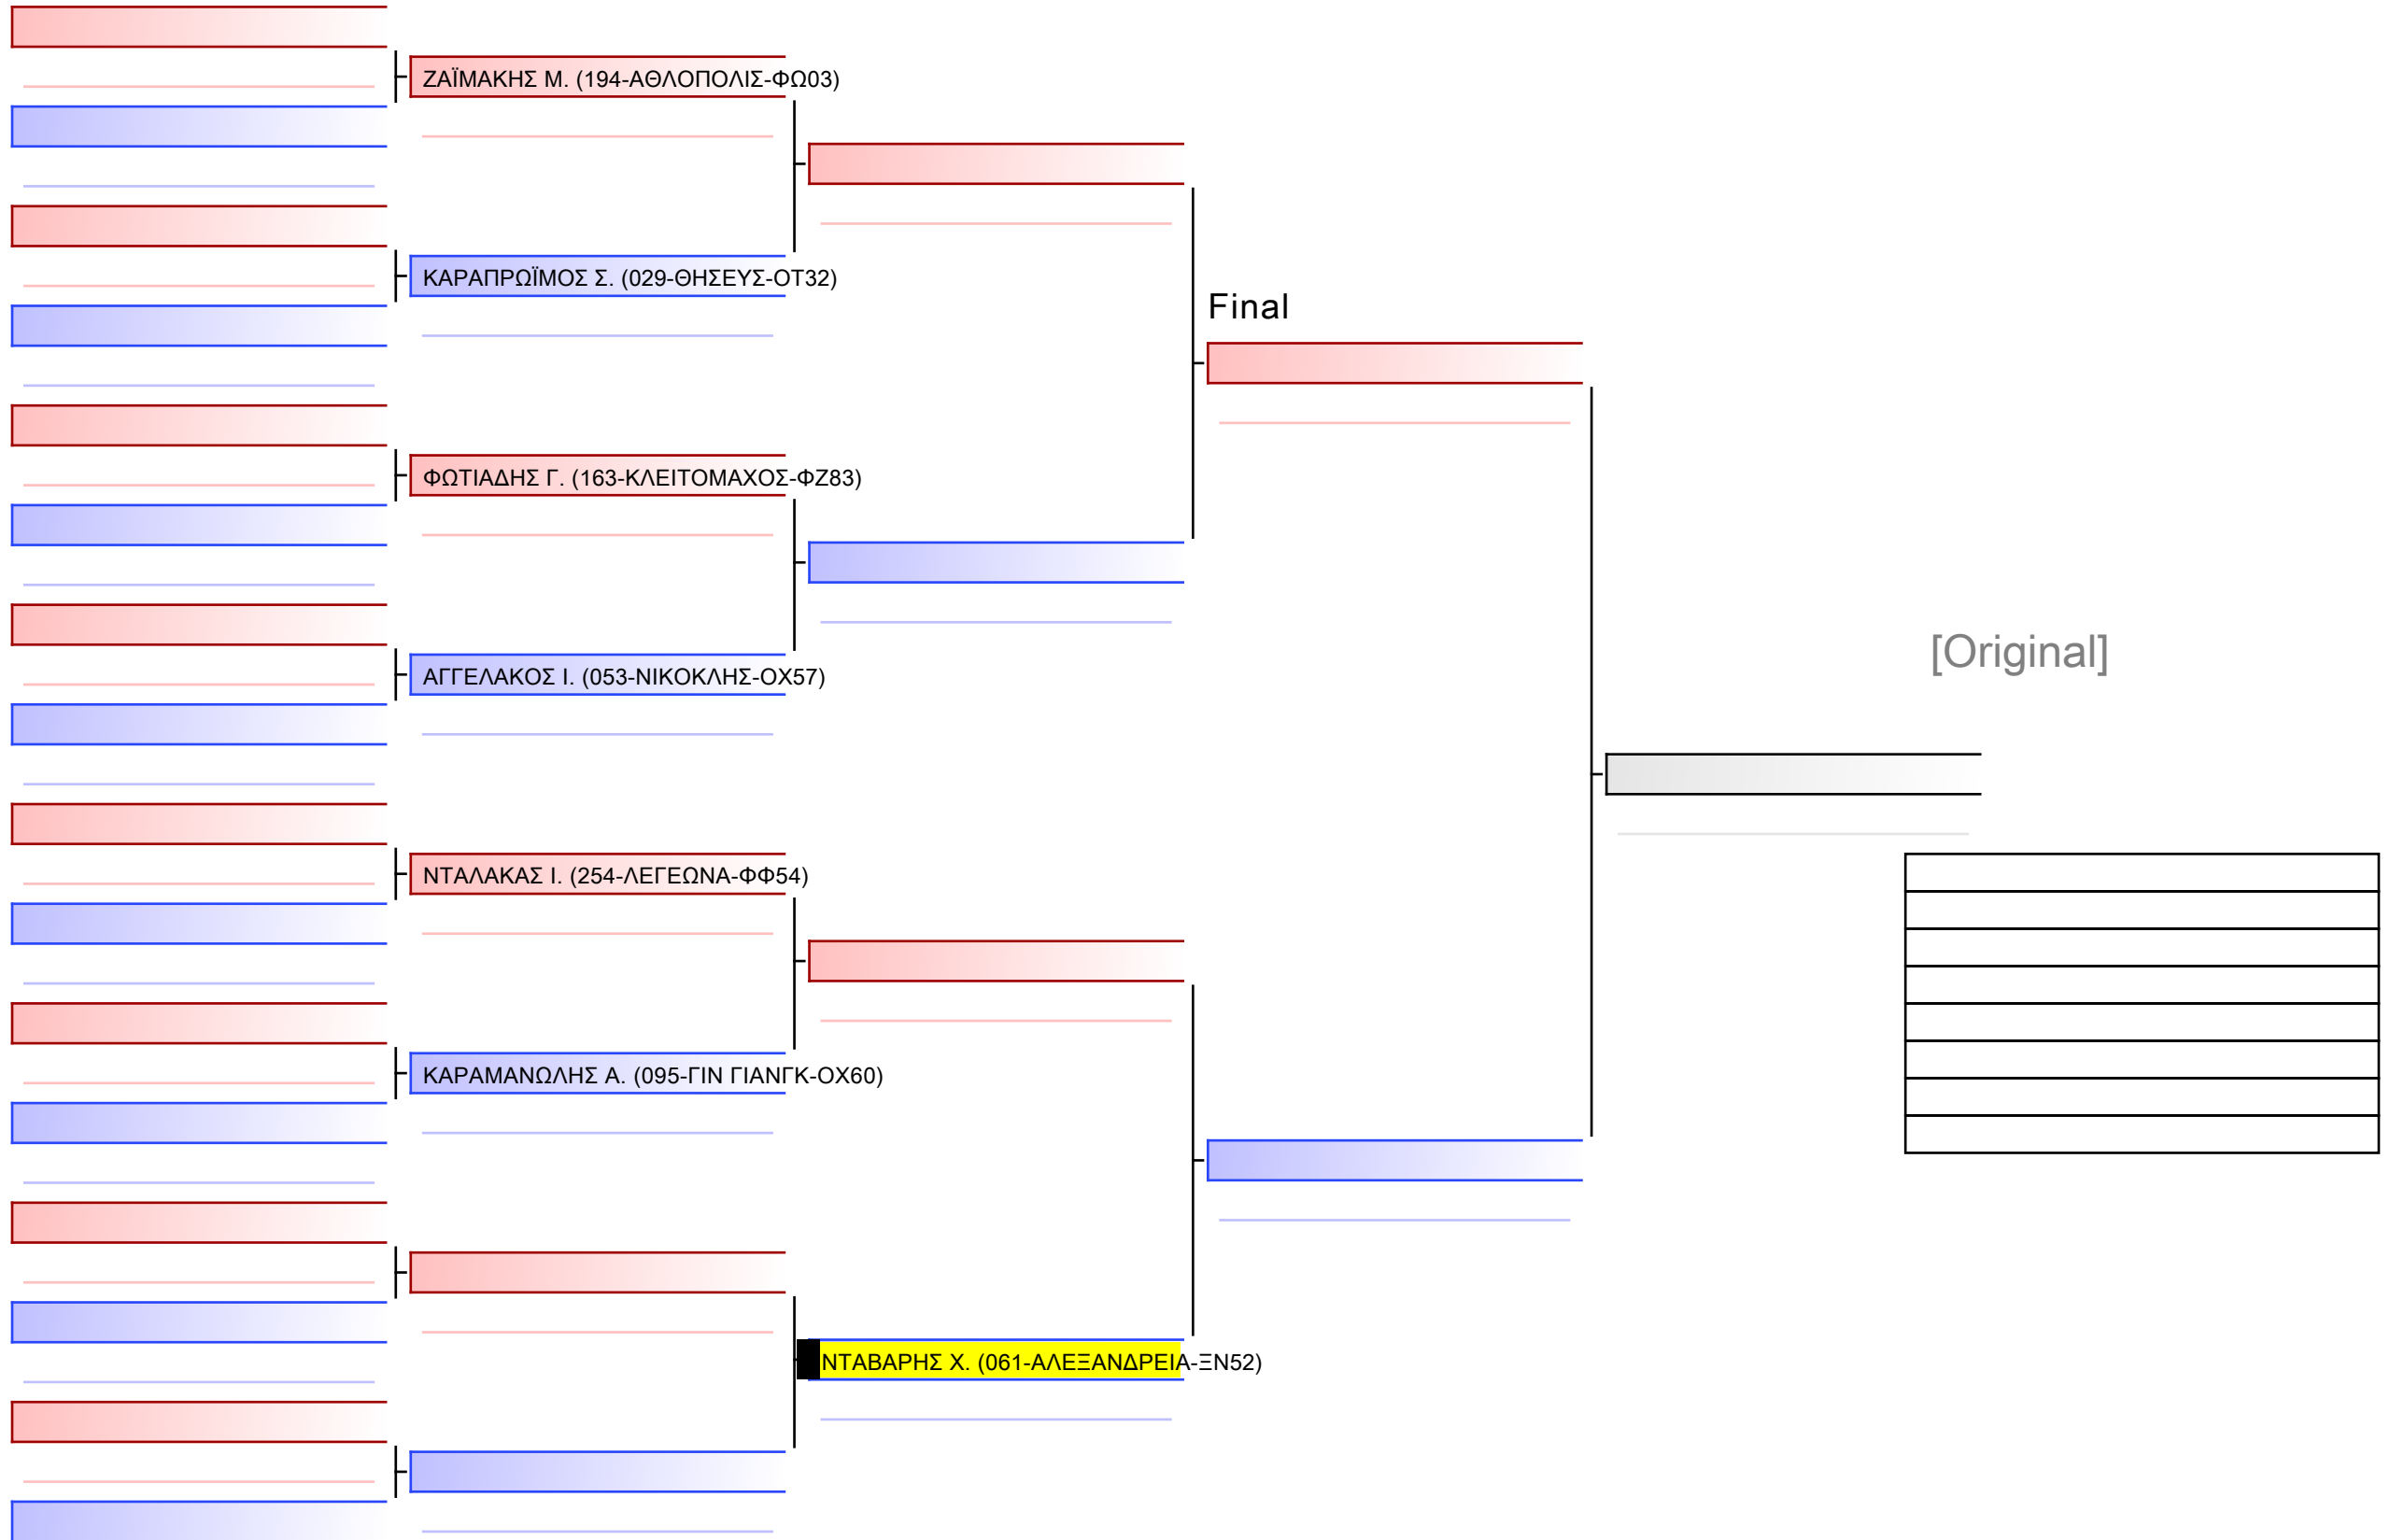 ΖΑΪΜΑΚΗΣ Μ. (194-ΑΘΛΟΠΟΛΙΣ-ΦΩ03)
ΚΑΡΑΠΡΩΪΜΟΣ Σ. (029-ΘΗΣΕΥΣ-ΟΤ32)
Final
ΦΩΤΙΑΔΗΣ Γ. (163-ΚΛΕΙΤΟΜΑΧΟΣ-ΦΖ83)
[Original]
ΑΓΓΕΛΑΚΟΣ Ι. (053-ΝΙΚΟΚΛΗΣ-ΟΧ57)
ΝΤΑΛΑΚΑΣ Ι. (254-ΛΕΓΕΩΝΑ-ΦΦ54)
ΚΑΡΑΜΑΝΩΛΗΣ Α. (095-ΓΙΝ ΓΙΑΝΓΚ-ΟΧ60)
ΝΤΑΒΑΡΗΣ Χ. (061-ΑΛΕΞΑΝΔΡΕΙΑ-ΞΝ52)